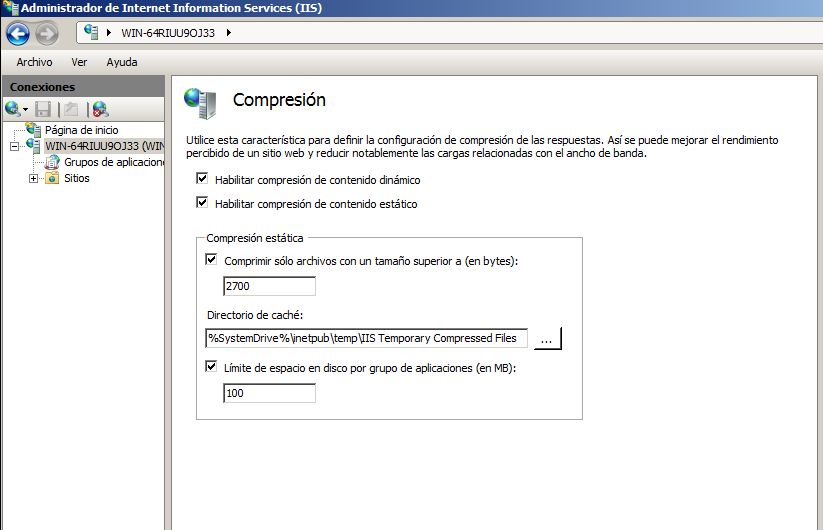 Administrador de Internet Information Services (IIS)
WIN-64RIUU9OJ33
Archivo Ver Ayuda
Conexiones
Página de inicio
WIN-64RIUU9OJ33 (WIN
Grupos de aplicacion
Sitios
Compresión
Utilice esta característica para definir la configuración de compresión de las respuestas. Así se puede mejorar el rendimiento
percibido de un sitio web y reducir notablemente las cargas relacionadas con el ancho de banda.
Habilitar compresión de contenido dinámico
Habilitar compresión de contenido estático
Compresión estática
Comprimir sólo archivos con un tamaño superior a (en bytes):
2700
Directorio de caché:
%SystemDrive%\inetpub\temp\IIS Temporary Compressed Files
...
Límite de espacio en disco por grupo de aplicaciones (en MB):
100